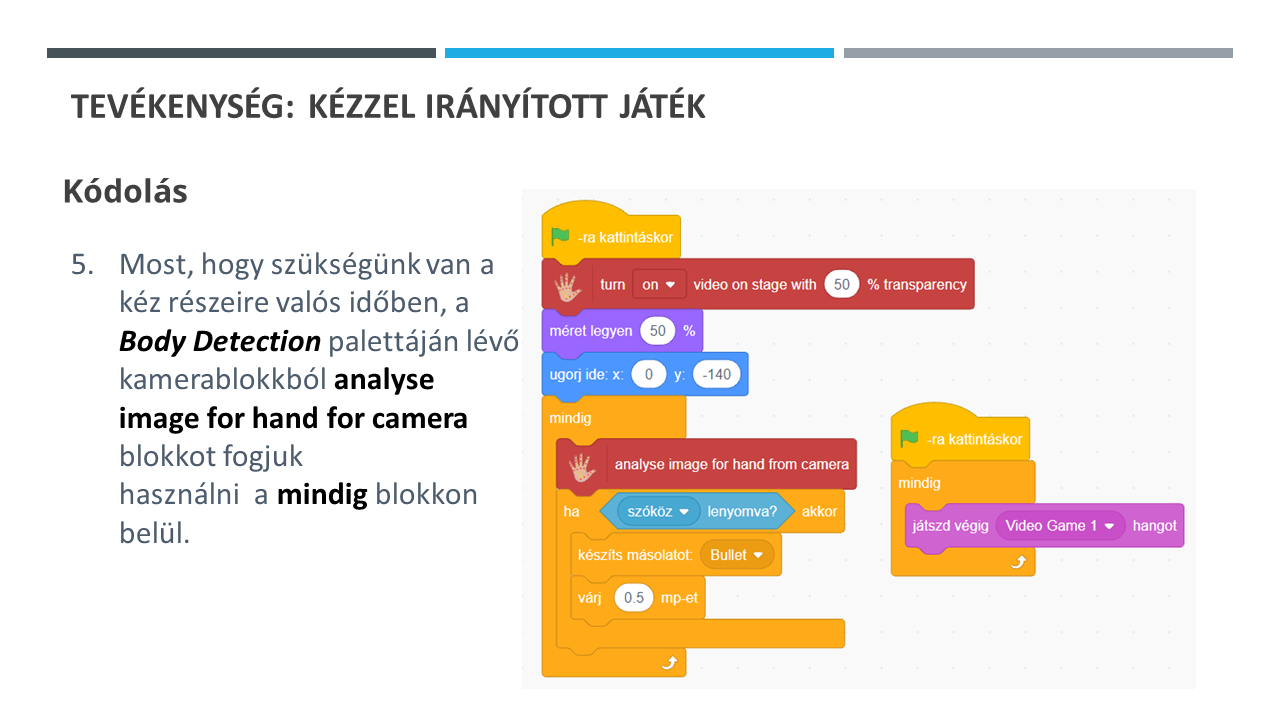 TEVÉKENYSÉG: KÉZZEL IRÁNYÍTOTT JÁTÉK
Kódolás
5. Most, hogy szükségünk van a
kéz részeire valós időben, a
Body Detection palettáján lévő
kamerablokkból analyse
image for hand for camera
blokkot fogjuk
használni a mindig blokkon
belül.
-ra kattintáskor
turn on video on stage with 50 % transparency
méret legyen 50 %
ugorj ide: x: 0 y: -140
mindig
analyse image for hand from camera
ha szóköz lenyomva? akkor
készíts másolatot: Bullet
várj 0.5 mp-et
-ra kattintáskor
mindig
játszd végig Video Game 1 hangot